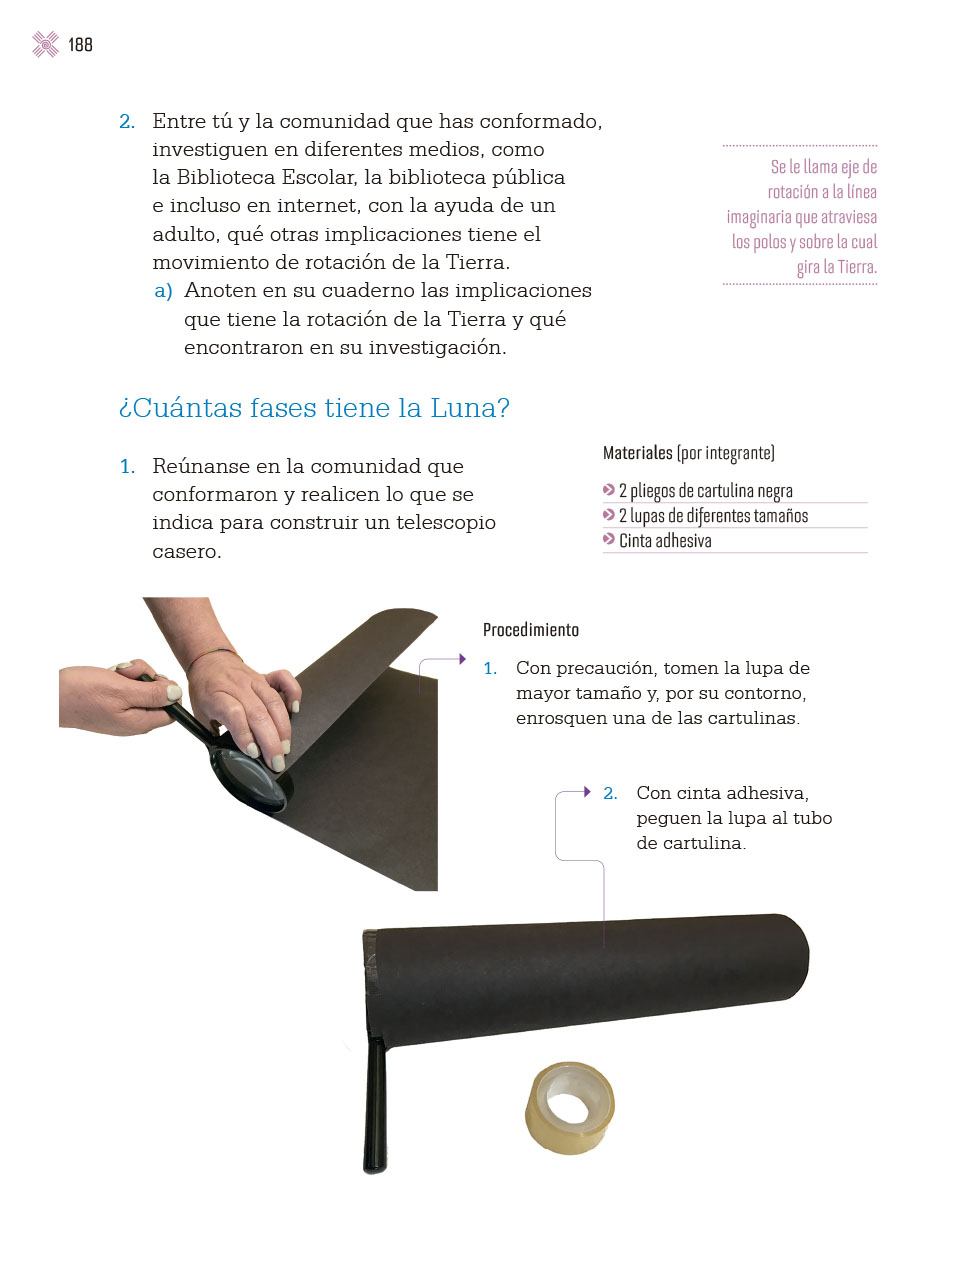 188
2. Entre tú y la comunidad que has conformado,
investiguen en diferentes medios, como
la Biblioteca Escolar, la biblioteca pública
e incluso en internet, con la ayuda de un
adulto, qué otras implicaciones tiene el
movimiento de rotación de la Tierra.
a) Anoten en su cuaderno las implicaciones
que tiene la rotación de la Tierra y qué
encontraron en su investigación.
Se le llama eje de
rotación a la línea
imaginaria que atraviesa
los polos y sobre la cual
gira la Tierra.
¿Cuántas fases tiene la Luna?
1. Reúnanse en la comunidad que
conformaron y realicen lo que se
indica para construir un telescopio
casero.
Materiales (por integrante)
2 pliegos de cartulina negra
2 lupas de diferentes tamaños
Cinta adhesiva
Procedimiento
1. Con precaución, tomen la lupa de
mayor tamaño y, por su contorno,
enrosquen una de las cartulinas.
2. Con cinta adhesiva,
peguen la lupa al tubo
de cartulina.